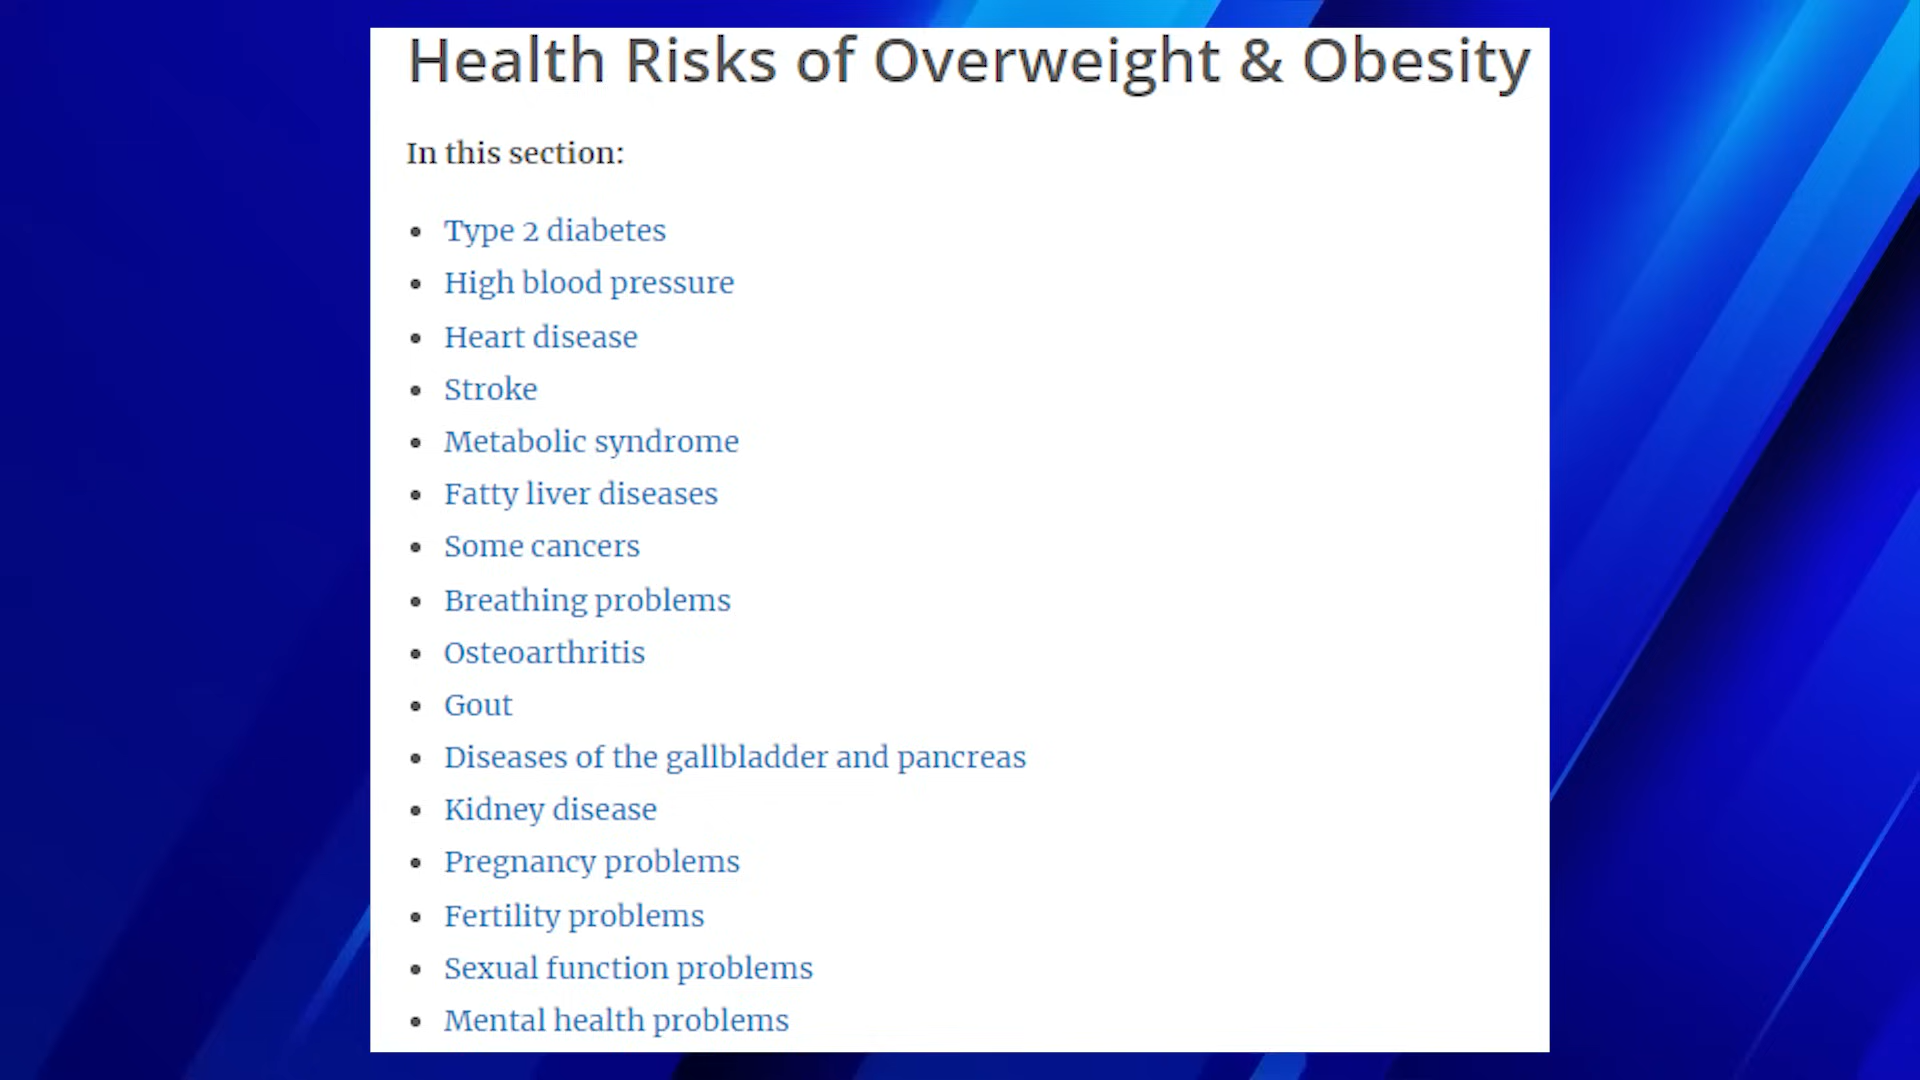 Health Risks of Overweight & Obesity
In this section:
• Type 2 diabetes
• High blood pressure
• Heart disease
• Stroke
• Metabolic syndrome
• Fatty liver diseases
• Some cancers
• Breathing problems
• Osteoarthritis
• Gout
• Diseases of the gallbladder and pancreas
• Kidney disease
• Pregnancy problems
• Fertility problems
• Sexual function problems
• Mental health problems